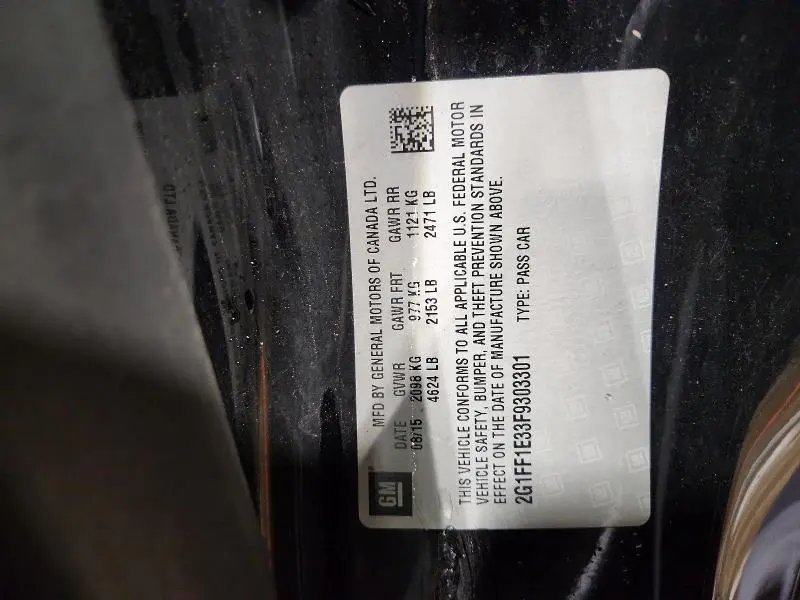 GM
MFD BY GENERAL MOTORS OF CANADA LTD.
DATE GVWR GAWR FRT GAWR RR
08/15 2098 KG 977 KG 1121 KG
4624 LB 2153 LB 2471 LB
THIS VEHICLE CONFORMS TO ALL APPLICABLE U.S. FEDERAL MOTOR
VEHICLE SAFETY, BUMPER, AND THEFT PREVENTION STANDARDS IN
EFFECT ON THE DATE OF MANUFACTURE SHOWN ABOVE.
2G1FF1E33F9303301 TYPE: PASS CAR